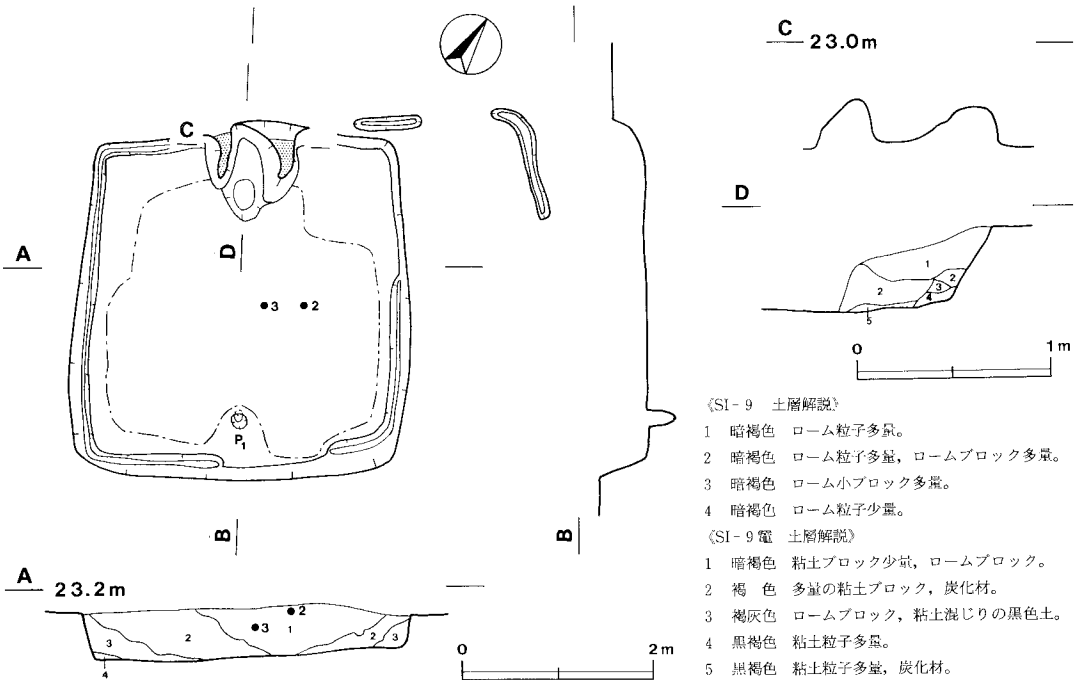 C 23.0m
C
D
A
D
3
2
P1
B
B
1
2
2
3
4
5
0 1m
A 23.2m
2
3
1
3
2
2
3
4
0 2m
《SI-9 土層解説》
1 暗褐色 ローム粒子多量。
2 暗褐色 ローム粒子多量，ロームブロック多量。
3 暗褐色 ローム小ブロック多量。
4 暗褐色 ローム粒子少量。
《SI-9竈 土層解説》
1 暗褐色 粘土ブロック少量，ロームブロック。
2 褐 色 多量の粘土ブロック，炭化材。
3 褐灰色 ロームブロック，粘土混じりの黒色土。
4 黒褐色 粘土粒子多量。
5 黒褐色 粘土粒子多量，炭化材。